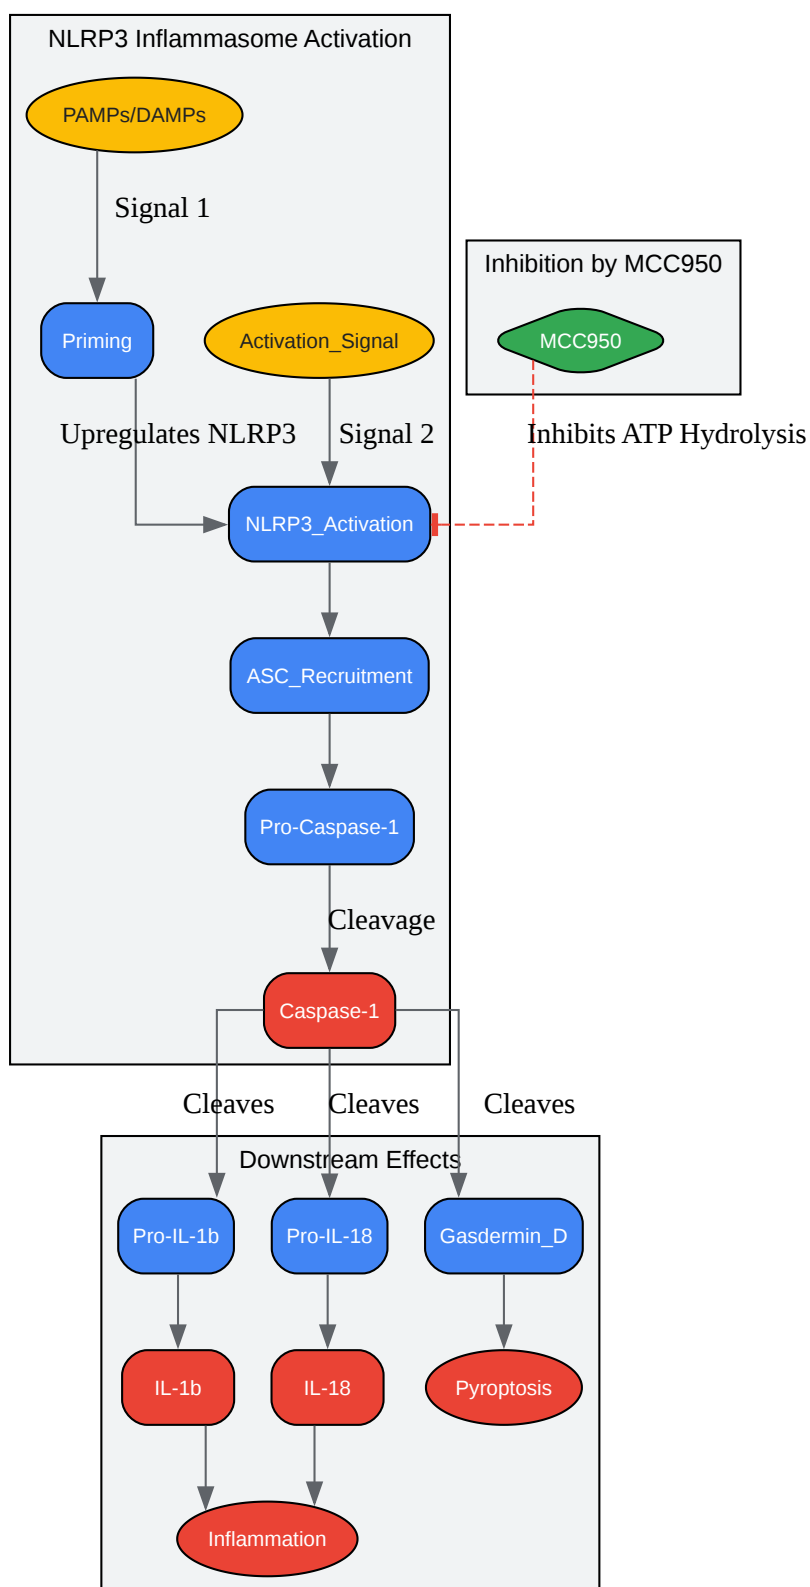 NLRP3 Inflammasome Activation
PAMPs/DAMPs
Signal 1
Inhibition by MCC950
Priming
Activation_Signal
MCC950
Upregulates NLRP3
Signal 2
Inhibits ATP Hydrolysis
NLRP3_Activation
ASC_Recruitment
Pro-Caspase-1
Cleavage
Caspase-1
Cleaves
Cleaves
Cleaves
Downstream Effects
Pro-IL-1b
Pro-IL-18
Gasdermin_D
IL-1b
IL-18
Pyroptosis
Inflammation